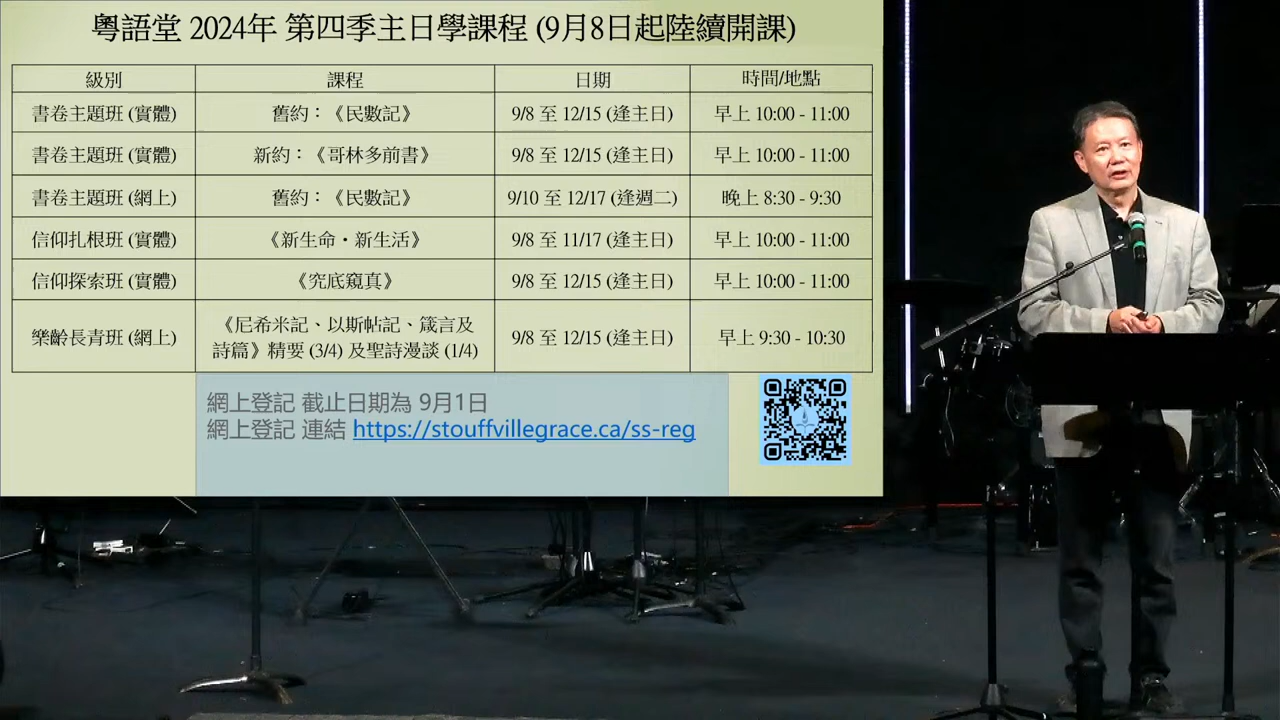 粵語堂 2024年 第四季主日學課程 (9月8日起陸續開課)
級別 課程 日期 時間/地點
書卷主題班 (實體) 舊約：《民數記》 9/8 至 12/15 (逢主日) 早上 10:00 - 11:00
書卷主題班 (實體) 新約：《哥林多前書》 9/8 至 12/15 (逢主日) 早上 10:00 - 11:00
書卷主題班 (網上) 舊約：《民數記》 9/10 至 12/17 (逢週二) 晚上 8:30 - 9:30
信仰扎根班 (實體) 《新生命・新生活》 9/8 至 11/17 (逢主日) 早上 10:00 - 11:00
信仰探索班 (實體) 《究底窺真》 9/8 至 12/15 (逢主日) 早上 10:00 - 11:00
樂齡長青班 (網上) 《尼希米記、以斯帖記、箴言及
詩篇》精要 (3/4) 及聖詩漫談 (1/4) 9/8 至 12/15 (逢主日) 早上 9:30 - 10:30
網上登記 截止日期為 9月1日
網上登記 連結 https://stouffvillegrace.ca/ss-reg